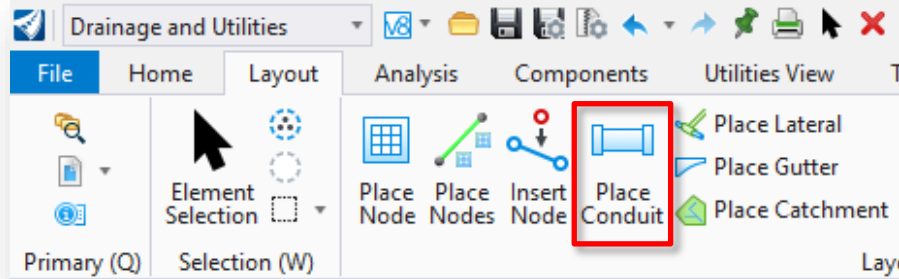 Drainage and Utilities
V8
File Home Layout Analysis Components Utilities View
Element
Selection
Place
Node
Place
Nodes
Insert
Node
Place
Conduit
Place Lateral
Place Gutter
Place Catchment
Primary (Q) Selection (W)